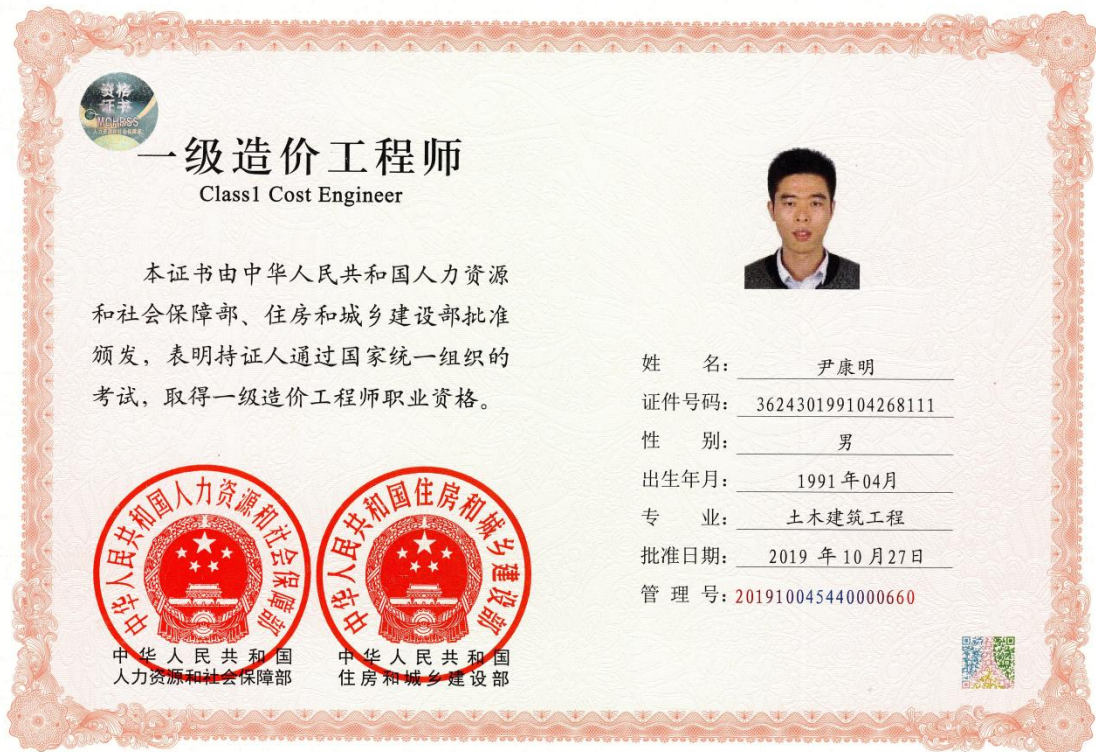 资格
证书
MOHRSS
一级造价工程师
Class1 Cost Engineer
本证书由中华人民共和国人力资源
和社会保障部、住房和城乡建设部批准
颁发，表明持证人通过国家统一组织的
考试，取得一级造价工程师职业资格。
中华人民共和国人力资源和社会保障部
中华人民共和国住房和城乡建设部
中华人民共和国
人力资源和社会保障部
中华人民共和国
住房和城乡建设部
姓 名：尹康明
证件号码：362430199104268111
性 别：男
出生年月：1991年04月
专 业：土木建筑工程
批准日期：2019 年 10 月27日
管 理 号：201910045440000660